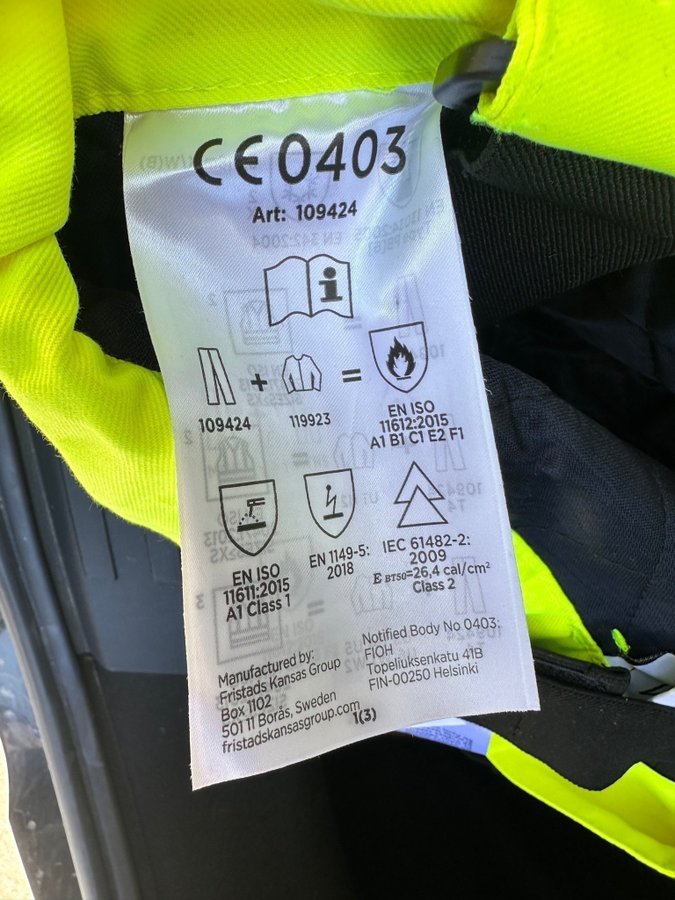 CE0403
Art: 109424
i
+
=
109424
119923
EN ISO
11612:2015
A1 B1 C1 E2 F1
EN ISO
11611:2015
A1 Class 1
EN 1149-5:
2018
IEC 61482-2:
2009
E BT50=26,4 cal/cm²
Class 2
Manufactured by:
Fristads Kansas Group
Box 1102
501 11 Borås, Sweden
fristadskansasgroup.com
Notified Body No 0403:
FIOH
Topeliuksenkatu 41B
FIN-00250 Helsinki
1(3)